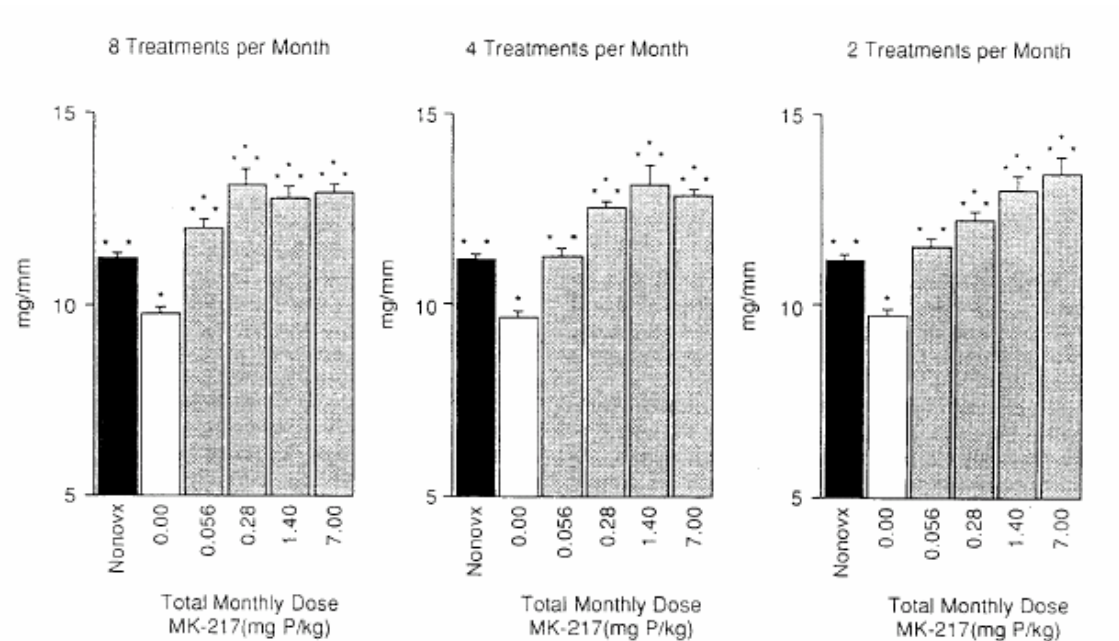 8 Treatments per Month
15
10
5
mg/mm
Nonovx
0.00
0.056
0.28
1.40
7.00
Total Monthly Dose
MK-217(mg P/kg)
4 Treatments per Month
15
10
5
mg/mm
Nonovx
0.00
0.056
0.28
1.40
7.00
Total Monthly Dose
MK-217(mg P/kg)
2 Treatments per Month
15
10
5
mg/mm
Nonovx
0.00
0.056
0.28
1.40
7.00
Total Monthly Dose
MK-217(mg P/kg)